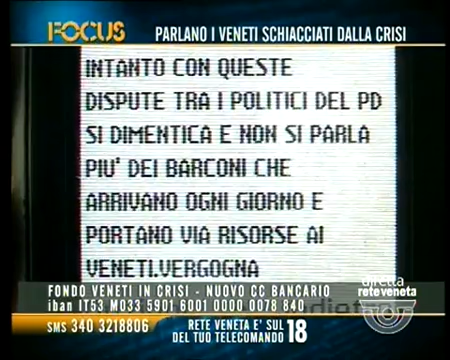 FOCUS
PARLANO I VENETI SCHIACCIATI DALLA CRISI
INTANTO CON QUESTE
DISPUTE TRA I POLITICI DEL PD
SI DIMENTICA E NON SI PARLA
PIU' DEI BARCONI CHE
ARRIVANO OGNI GIORNO E
PORTANO VIA RISORSE AI
VENETI.VERGOGNA
FONDO VENETI IN CRISI - NUOVO CC BANCARIO
iban IT53 M033 5901 6001 0000 0078 840
diretta
reteveneta
SMS 340 3218806
RETE VENETA E' SUL
DEL TUO TELECOMANDO 18